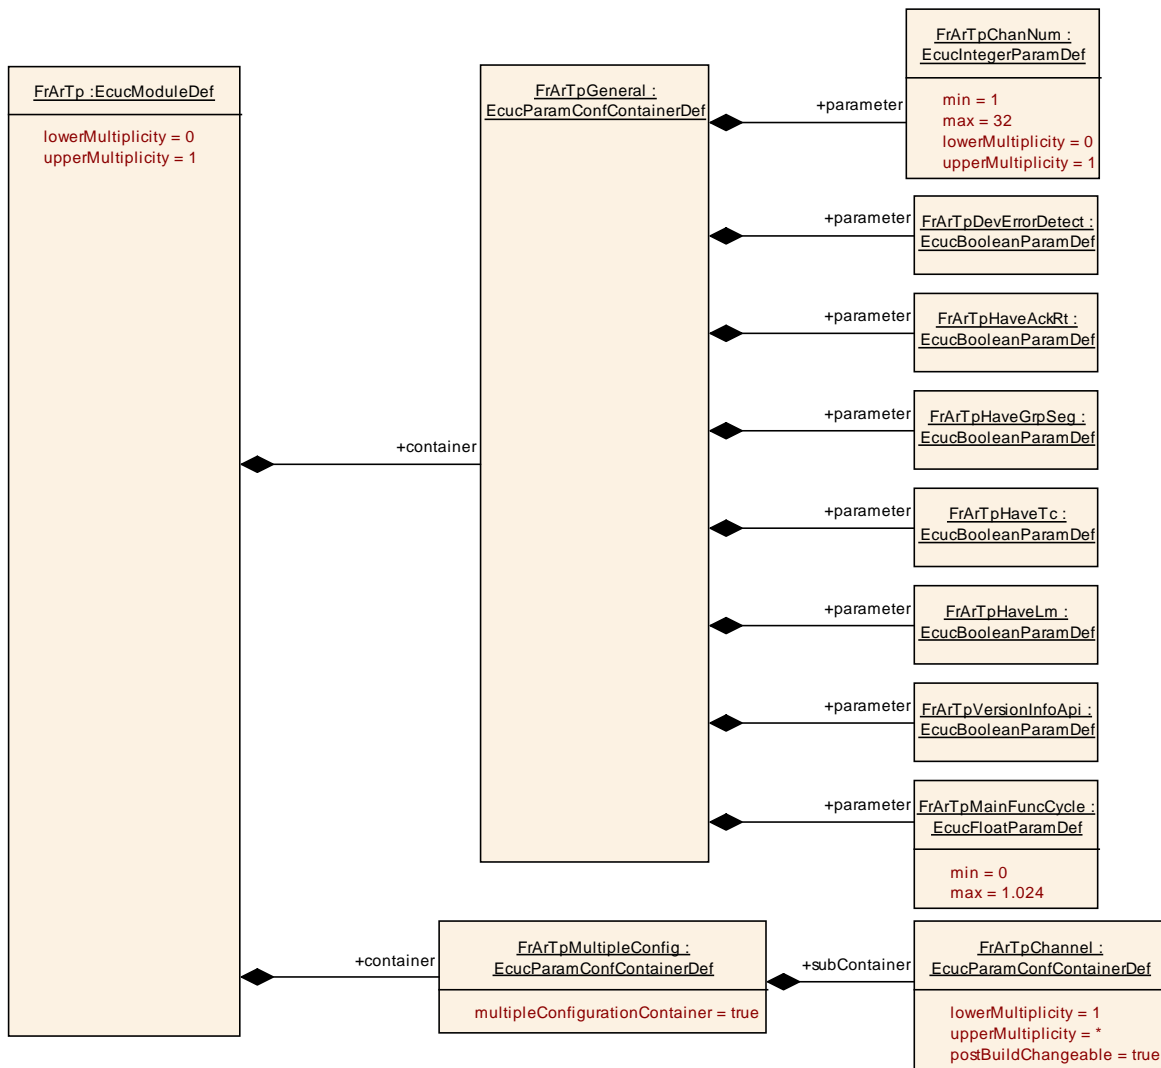 FrArTp :EcucModuleDef
lowerMultiplicity = 0
upperMultiplicity = 1
+container
FrArTpGeneral :
EcucParamConfContainerDef
+parameter
FrArTpChanNum :
EcucIntegerParamDef
min = 1
max = 32
lowerMultiplicity = 0
upperMultiplicity = 1
+parameter
FrArTpDevErrorDetect :
EcucBooleanParamDef
+parameter
FrArTpHaveAckRt :
EcucBooleanParamDef
+parameter
FrArTpHaveGrpSeg :
EcucBooleanParamDef
+parameter
FrArTpHaveTc :
EcucBooleanParamDef
+parameter
FrArTpHaveLm :
EcucBooleanParamDef
+parameter
FrArTpVersionInfoApi :
EcucBooleanParamDef
+parameter
FrArTpMainFuncCycle :
EcucFloatParamDef
min = 0
max = 1.024
+container
FrArTpMultipleConfig :
EcucParamConfContainerDef
multipleConfigurationContainer = true
+subContainer
FrArTpChannel :
EcucParamConfContainerDef
lowerMultiplicity = 1
upperMultiplicity = *
postBuildChangeable = true